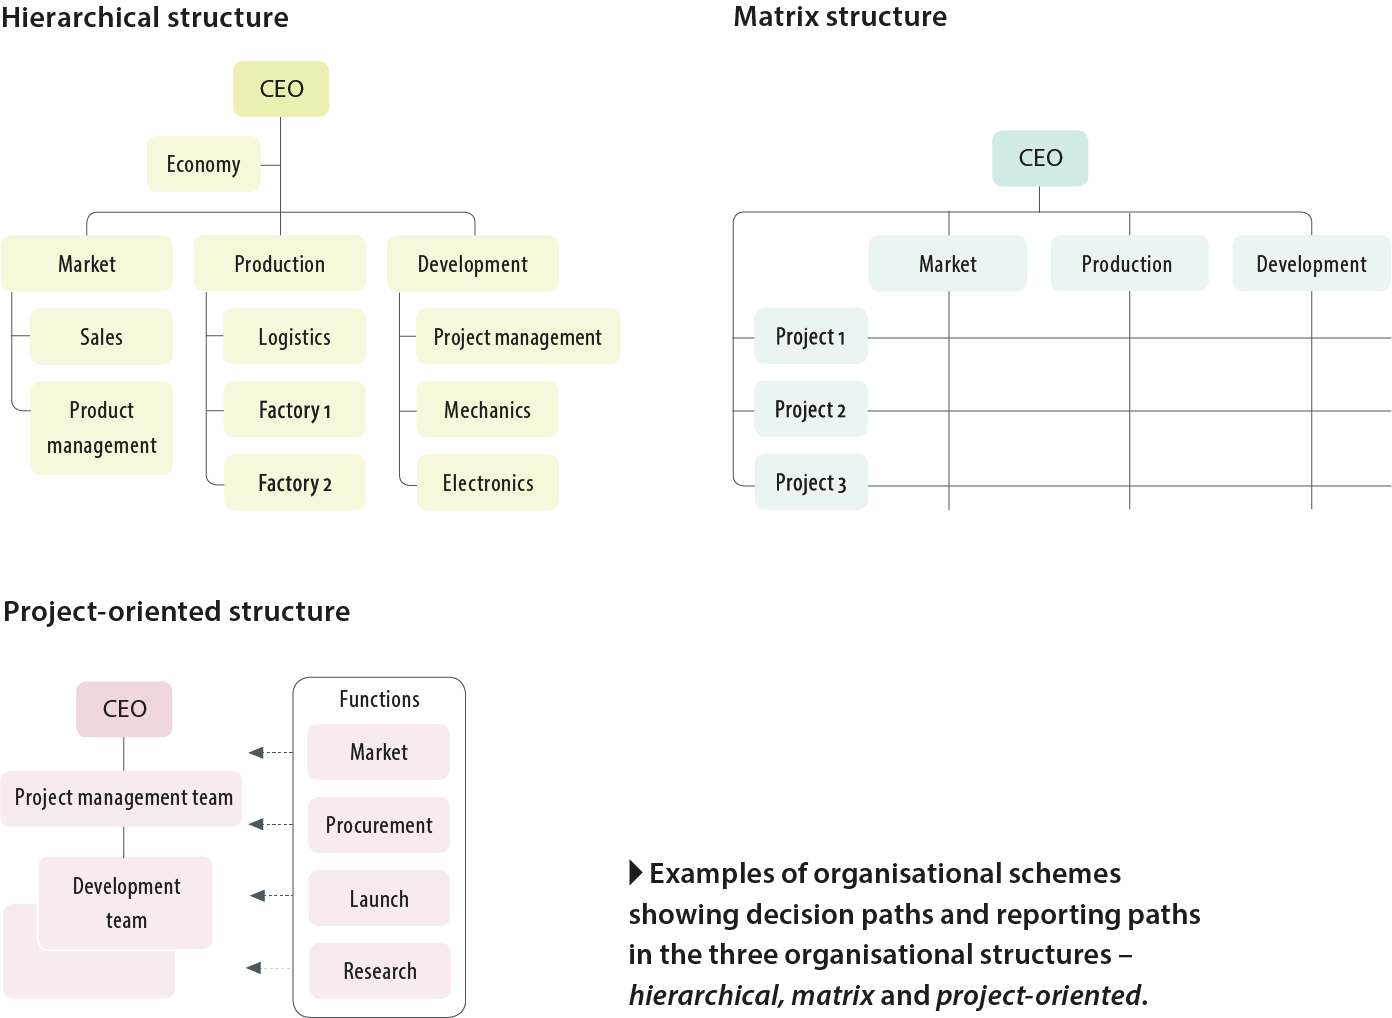 Hierarchical structure
CEO
Economy
Market
Production
Development
Sales
Logistics
Project management
Product
management
Factory 1
Mechanics
Factory 2
Electronics
Matrix structure
CEO
Market
Production
Development
Project 1
Project 2
Project 3
Project-oriented structure
CEO
Project management team
Development
team
Functions
Market
Procurement
Launch
Research
Examples of organisational schemes
showing decision paths and reporting paths
in the three organisational structures –
hierarchical, matrix and project-oriented.